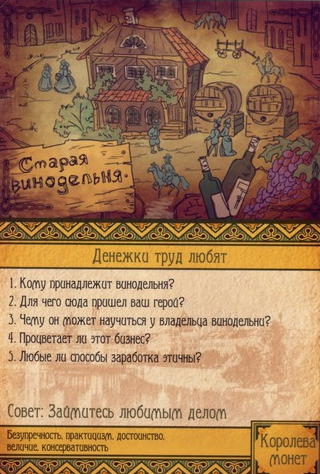 Старая
винодельня.
Денежки труд любят
1. Кому принадлежит винодельня?
2. Для чего сюда пришел ваш герой?
3. Чему он может научиться у владельца винодельни?
4. Процветает ли этот бизнес?
5. Любые ли способы заработка этичны?
Совет: Займитесь любимым делом
Безупречность, практицизм, достоинство,
величие, консервативность
Королева
монет